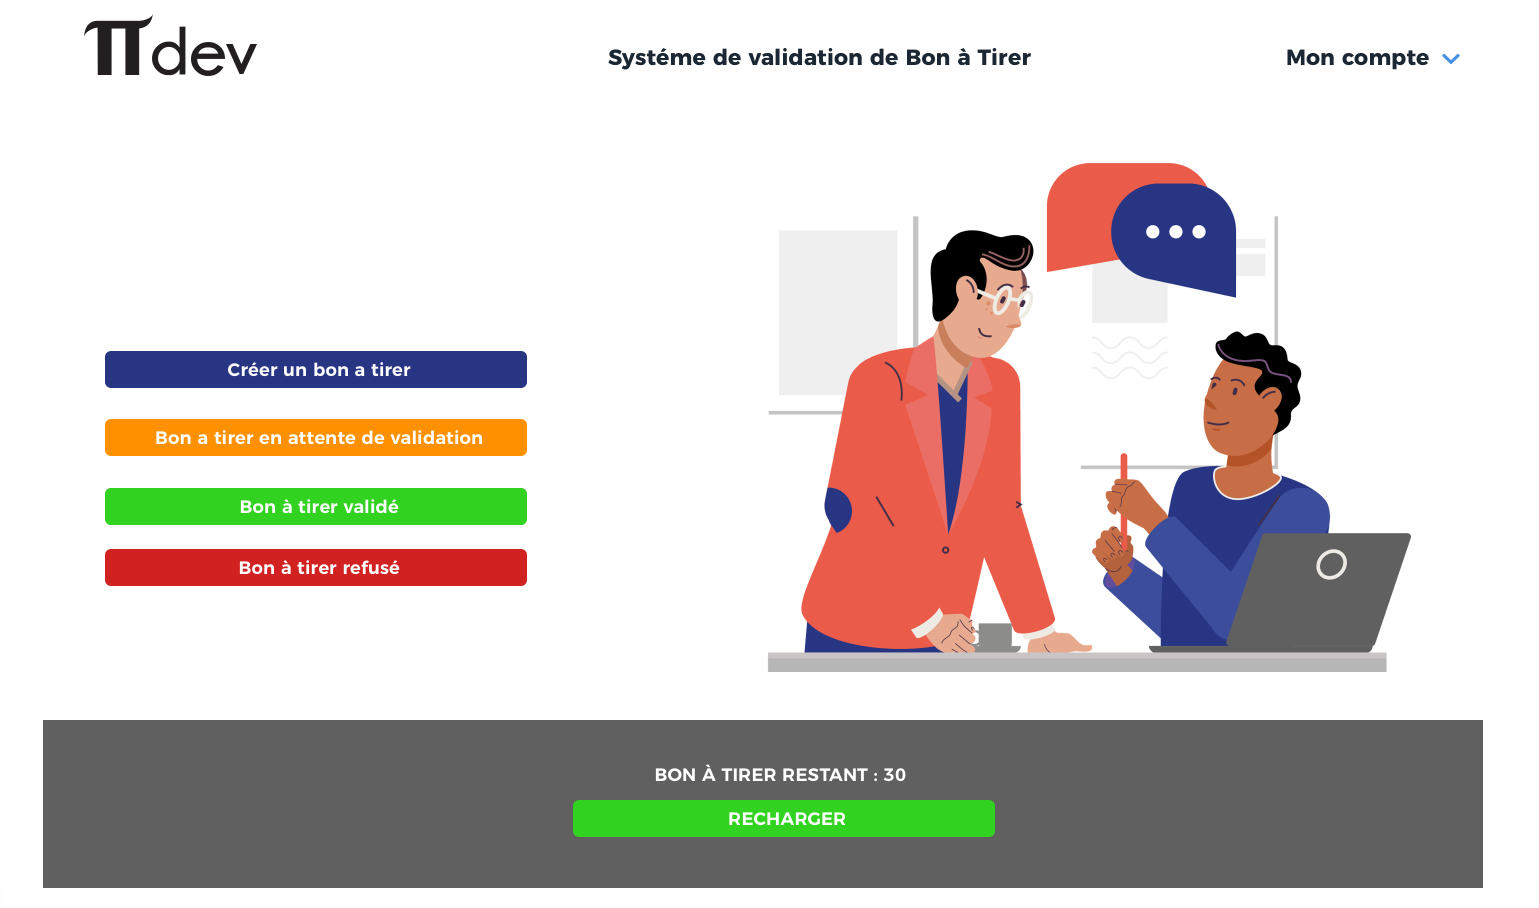 πdev
Systéme de validation de Bon à Tirer
Mon compte
Créer un bon a tirer
Bon a tirer en attente de validation
Bon à tirer validé
Bon à tirer refusé
BON À TIRER RESTANT : 30
RECHARGER